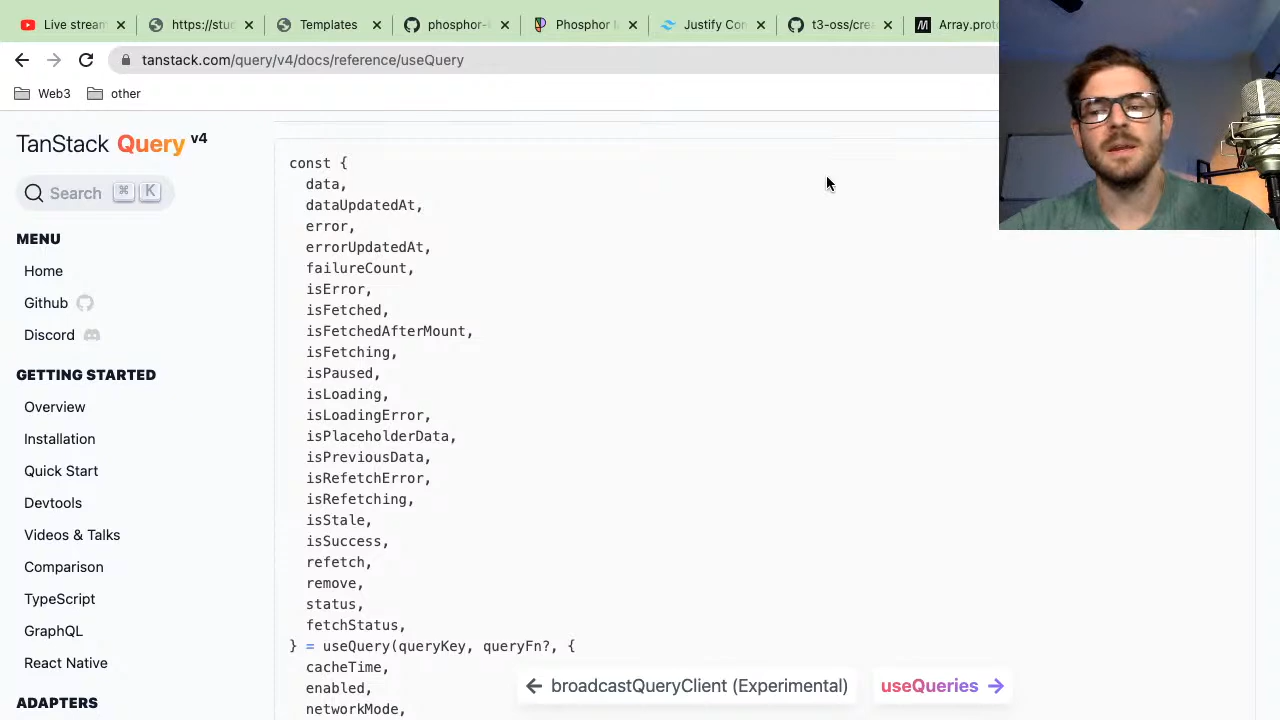 Live stream
https://stud
Templates
phosphor-
Phosphor I
Justify Con
t3-oss/crea
M
Array.proto
tanstack.com/query/v4/docs/reference/useQuery
Web3
other
TanStack Query v4
Search ⌘ K
MENU
Home
Github
Discord
GETTING STARTED
Overview
Installation
Quick Start
Devtools
Videos & Talks
Comparison
TypeScript
GraphQL
React Native
ADAPTERS
const {
data,
dataUpdatedAt,
error,
errorUpdatedAt,
failureCount,
isError,
isFetched,
isFetchedAfterMount,
isFetching,
isPaused,
isLoading,
isLoadingError,
isPlaceholderData,
isPreviousData,
isRefetchError,
isRefetching,
isStale,
isSuccess,
refetch,
remove,
status,
fetchStatus,
} = useQuery(queryKey, queryFn?, {
cacheTime,
enabled,
networkMode,
← broadcastQueryClient (Experimental)
useQueries →